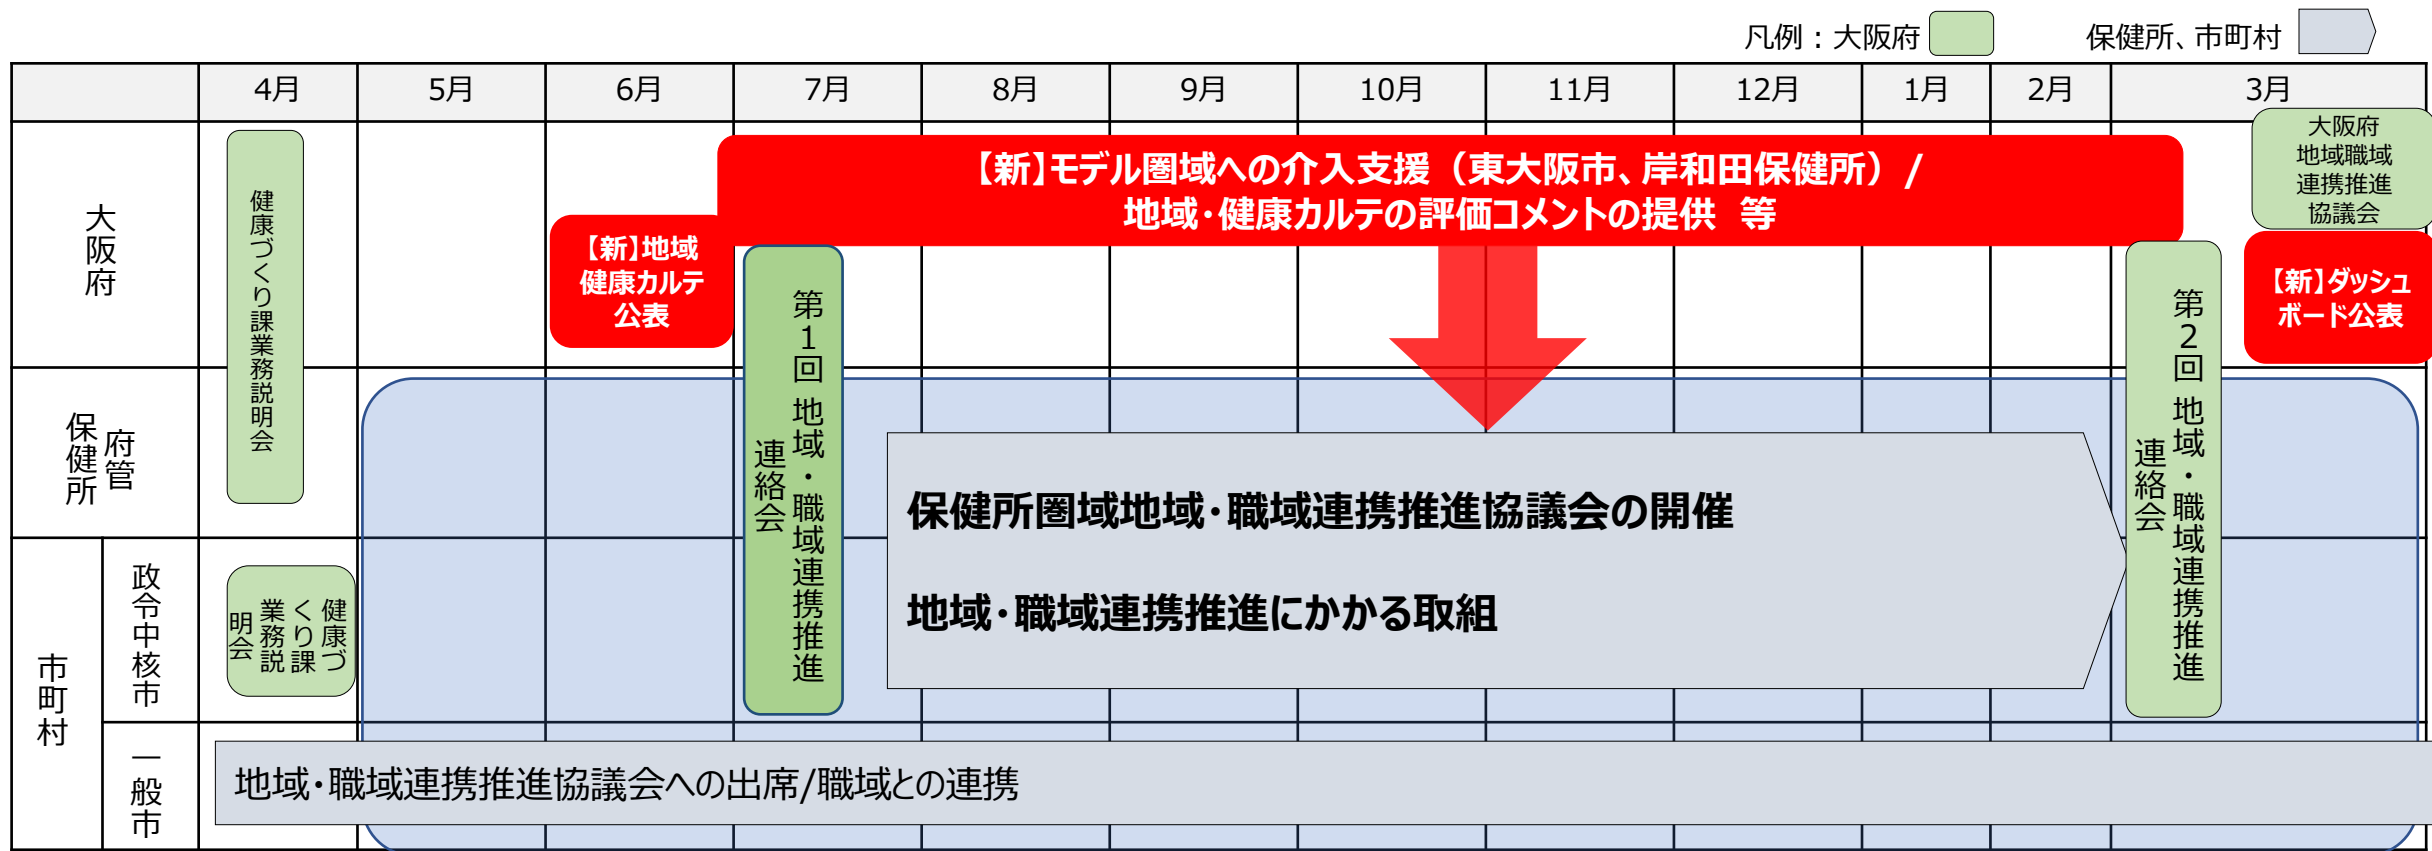 凡例：大阪府
保健所、市町村
4月
5月
6月
7月
8月
9月
10月
11月
12月
1月
2月
3月
大阪府
健康づくり課業務説明会
【新】地域
健康カルテ
公表
【新】モデル圏域への介入支援（東大阪市、岸和田保健所）/
地域・健康カルテの評価コメントの提供 等
大阪府
地域職域
連携推進
協議会
【新】ダッシュ
ボード公表
第1回 地域・職域連携推進
連絡会
第2回 地域・職域連携推進
連絡会
府管
保健所
保健所圏域地域・職域連携推進協議会の開催
地域・職域連携推進にかかる取組
市町村
政令中核市
健康づ
くり課
業務説
明会
一般市
地域・職域連携推進協議会への出席/職域との連携